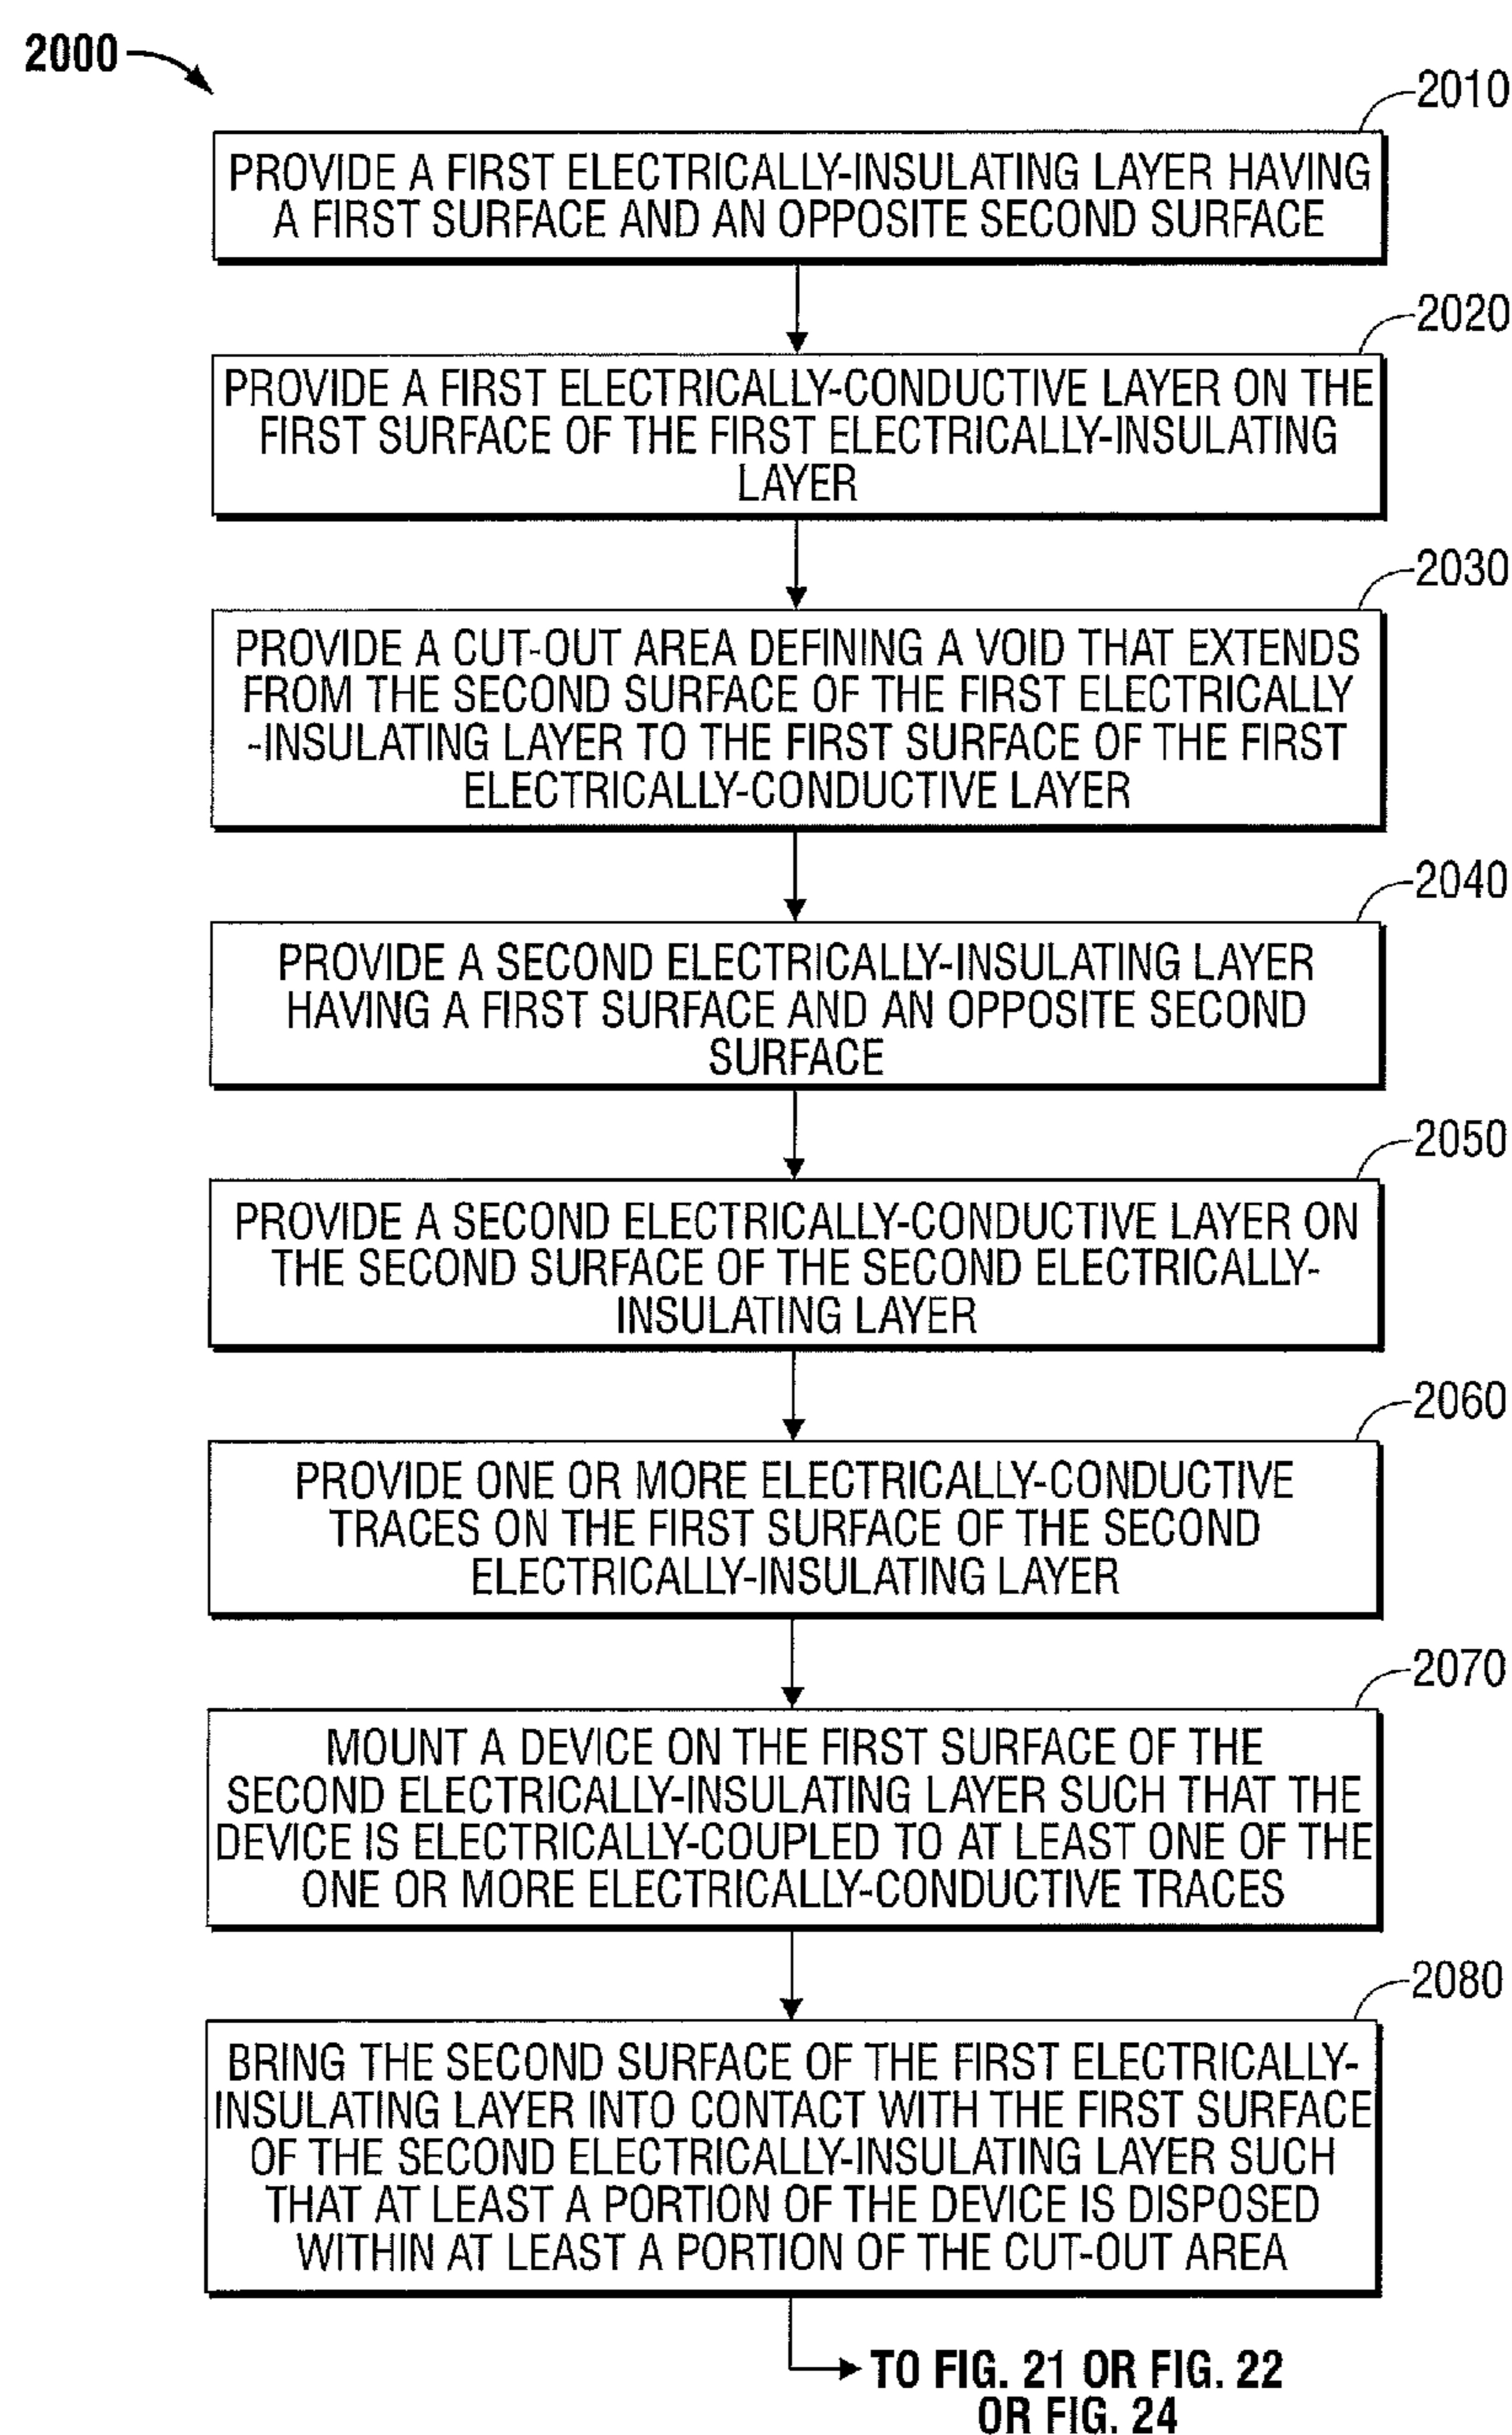 2000
2010
PROVIDE A FIRST ELECTRICALLY-INSULATING LAYER HAVING
A FIRST SURFACE AND AN OPPOSITE SECOND SURFACE
2020
PROVIDE A FIRST ELECTRICALLY-CONDUCTIVE LAYER ON THE
FIRST SURFACE OF THE FIRST ELECTRICALLY-INSULATING
LAYER
2030
PROVIDE A CUT-OUT AREA DEFINING A VOID THAT EXTENDS
FROM THE SECOND SURFACE OF THE FIRST ELECTRICALLY
-INSULATING LAYER TO THE FIRST SURFACE OF THE FIRST
ELECTRICALLY-CONDUCTIVE LAYER
2040
PROVIDE A SECOND ELECTRICALLY-INSULATING LAYER
HAVING A FIRST SURFACE AND AN OPPOSITE SECOND
SURFACE
2050
PROVIDE A SECOND ELECTRICALLY-CONDUCTIVE LAYER ON
THE SECOND SURFACE OF THE SECOND ELECTRICALLY-
INSULATING LAYER
2060
PROVIDE ONE OR MORE ELECTRICALLY-CONDUCTIVE
TRACES ON THE FIRST SURFACE OF THE SECOND
ELECTRICALLY-INSULATING LAYER
2070
MOUNT A DEVICE ON THE FIRST SURFACE OF THE
SECOND ELECTRICALLY-INSULATING LAYER SUCH THAT THE
DEVICE IS ELECTRICALLY-COUPLED TO AT LEAST ONE OF THE
ONE OR MORE ELECTRICALLY-CONDUCTIVE TRACES
2080
BRING THE SECOND SURFACE OF THE FIRST ELECTRICALLY-
INSULATING LAYER INTO CONTACT WITH THE FIRST SURFACE
OF THE SECOND ELECTRICALLY-INSULATING LAYER SUCH
THAT AT LEAST A PORTION OF THE DEVICE IS DISPOSED
WITHIN AT LEAST A PORTION OF THE CUT-OUT AREA
TO FIG. 21 OR FIG. 22
OR FIG. 24